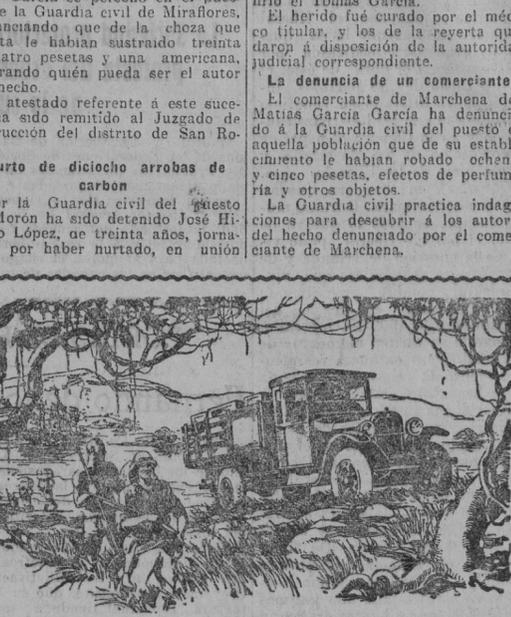 e la Guardia civil de Miraflores,
nciando que de la choza que
ta le habían sustraido treinta
atro pesetas y una americana,
rando quién pueda ser el autor
hecho.
atestado referente á este suce-
a sido remitido al Juzgado de
rucción del distrito de San Ro-
urto de diciocho arrobas de
carbón
r la Guardia civil del puesto
Morón ha sido detenido José Hi-
o López, de treinta años, jorna-
por haber hurtado, en unión
El herido fué curado por el méd
co titular, y los de la reyerta qu
daron á disposición de la autorida
judicial correspondiente.
La denuncia de un comerciante
El comerciante de Marchena do
Matías García García ha denunci
do á la Guardia civil del puesto
aquella población que de su establ
cimiento le habían robado ochen
y cinco pesetas, efectos de perfum
ría y otros objetos.
La Guardia civil practica indag
ciones para descubrir á los autor
del hecho denunciado por el come
ciante de Marchena.